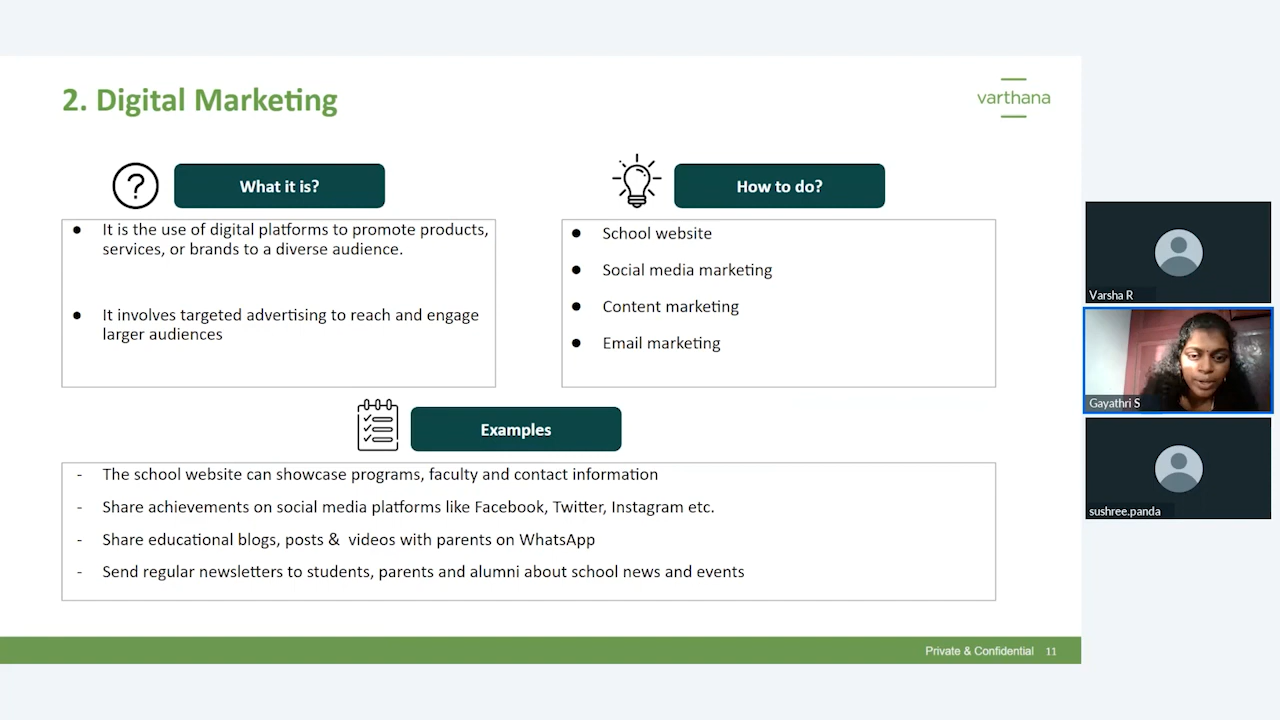 2. Digital Marketing
varthana
?
What it is?
How to do?
● It is the use of digital platforms to promote products,
services, or brands to a diverse audience.
● It involves targeted advertising to reach and engage
larger audiences
● School website
● Social media marketing
● Content marketing
● Email marketing
Examples
- The school website can showcase programs, faculty and contact information
- Share achievements on social media platforms like Facebook, Twitter, Instagram etc.
- Share educational blogs, posts & videos with parents on WhatsApp
- Send regular newsletters to students, parents and alumni about school news and events
Private & Confidential 11
Varsha R
Gayathri S
sushree.panda